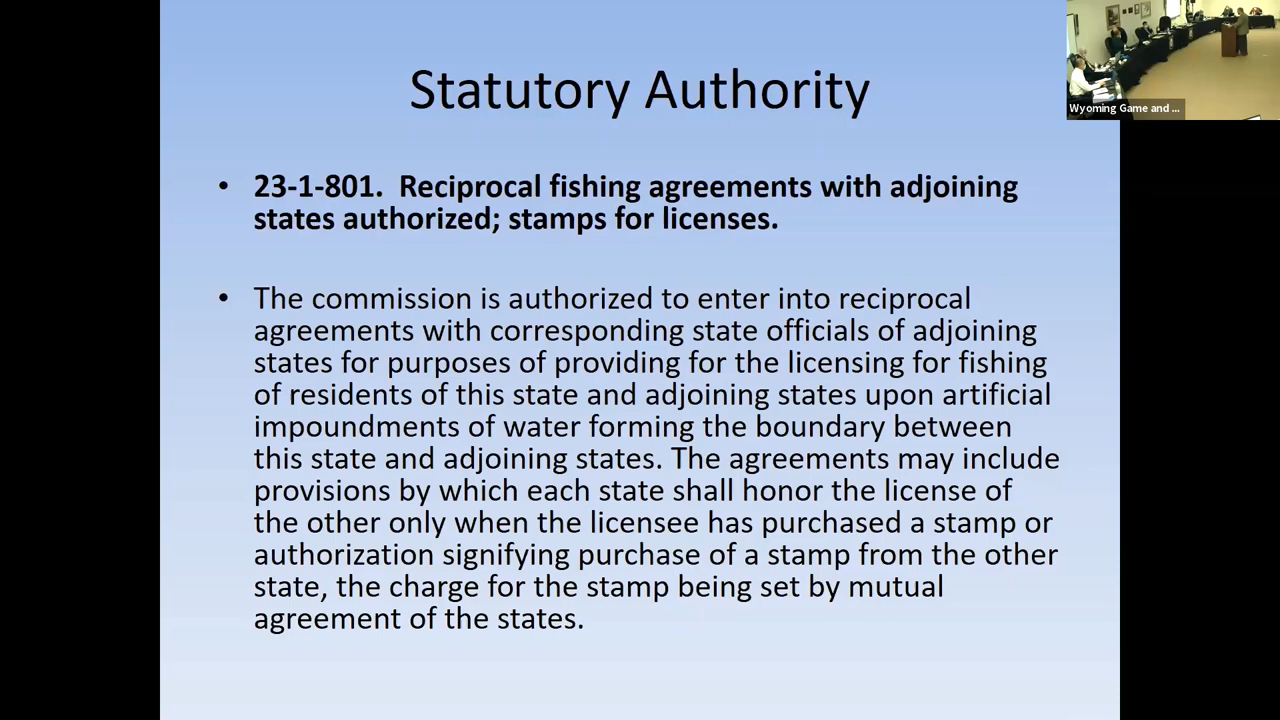 Statutory Authority
Wyoming Game and ...
• 23-1-801.  Reciprocal fishing agreements with adjoining
states authorized; stamps for licenses.
• The commission is authorized to enter into reciprocal
agreements with corresponding state officials of adjoining
states for purposes of providing for the licensing for fishing
of residents of this state and adjoining states upon artificial
impoundments of water forming the boundary between
this state and adjoining states. The agreements may include
provisions by which each state shall honor the license of
the other only when the licensee has purchased a stamp or
authorization signifying purchase of a stamp from the other
state, the charge for the stamp being set by mutual
agreement of the states.